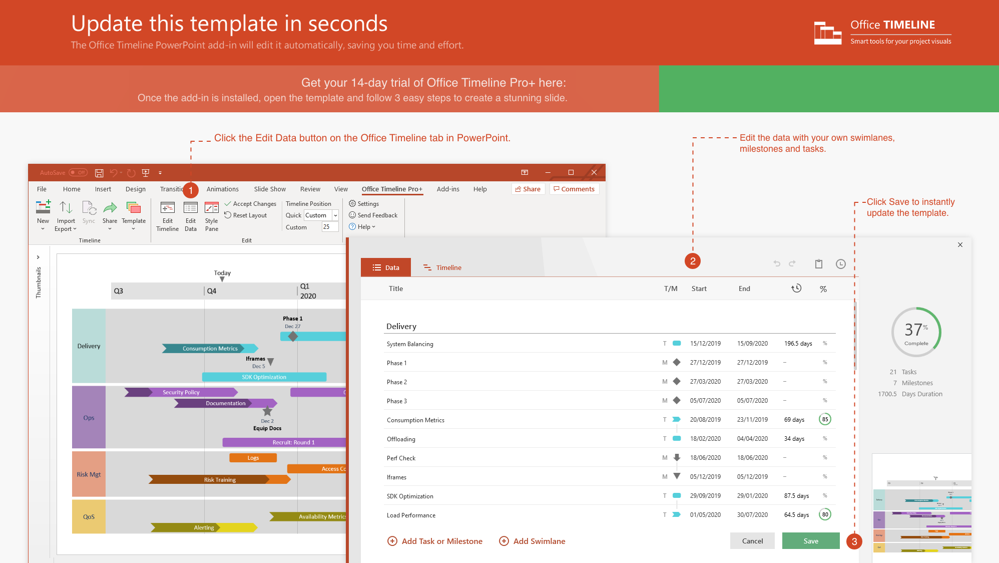 Update this template in seconds
The Office Timeline PowerPoint add-in will edit it automatically, saving you time and effort.
Office TIMELINE
Smart tools for your project visuals
Get your 14-day trial of Office Timeline Pro+ here:
Once the add-in is installed, open the template and follow 3 easy steps to create a stunning slide.
Click the Edit Data button on the Office Timeline tab in PowerPoint.
Edit the data with your own swimlanes,
milestones and tasks.
Click Save to instantly
update the template.
AutoSave Off
File Home Insert Design Transitio 1 Animations Slide Show Review View Office Timeline Pro+ Add-ins Help Share Comments
New
Import
Export
Sync
Share
Template
Timeline
Edit
Timeline
Edit
Data
Style
Pane
Accept Changes
Reset Layout
Edit
Timeline Position
Quick Custom
Custom 25
Settings
Send Feedback
Help
Thumbnails
Today
Q3 Q4 Q1
2020
Delivery
Phase 1
Dec 27
Consumption Metrics
Iframes
Dec 5
SDK Optimization
Ops
Security Policy
Documentation
Dec 2
Equip Docs
Recruit: Round 1
Risk Mgt
Logs
Access Co
Risk Training
QoS
Availability Metrics
Alerting
2
Data Timeline
Title T/M Start End %
Delivery
System Balancing T 15/12/2019 15/09/2020 196.5 days %
Phase 1 M 27/12/2019 27/12/2019 – %
Phase 2 M 27/03/2020 27/03/2020 – %
Phase 3 M 05/07/2020 05/07/2020 – %
Consumption Metrics T 20/08/2019 23/11/2019 69 days 85
Offloading T 18/02/2020 04/04/2020 34 days %
Perf Check M 18/06/2020 18/06/2020 – %
Iframes M 05/12/2019 05/12/2019 – %
SDK Optimization T 29/09/2019 29/01/2020 87.5 days %
Load Performance T 01/05/2020 30/07/2020 64.5 days 80
Add Task or Milestone Add Swimlane Cancel Save 3
37%
Complete
21 Tasks
7 Milestones
1700.5 Days Duration